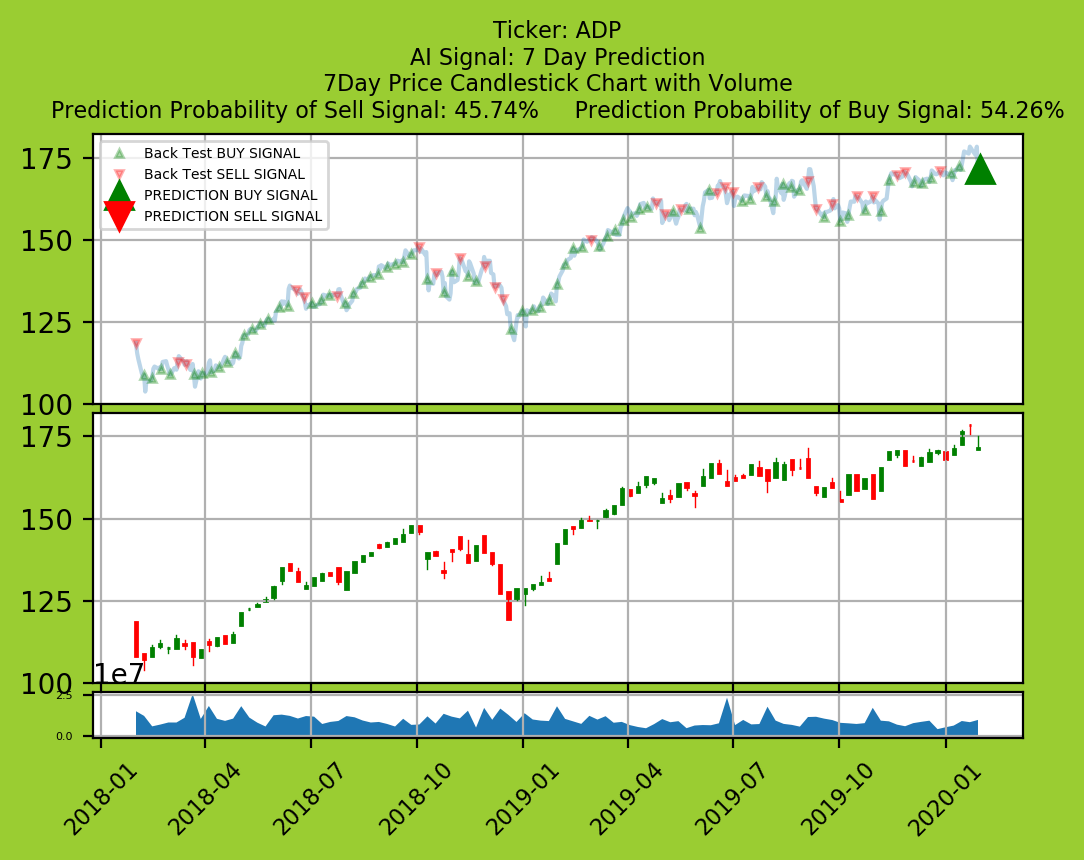 Ticker: ADP
AI Signal: 7 Day Prediction
7Day Price Candlestick Chart with Volume
Prediction Probability of Sell Signal: 45.74%     Prediction Probability of Buy Signal: 54.26%
Back Test BUY SIGNAL
Back Test SELL SIGNAL
PREDICTION BUY SIGNAL
PREDICTION SELL SIGNAL
175
150
125
100
175
150
125
100
1e7
2.5
0.0
2018-01 2018-04 2018-07 2018-10 2019-01 2019-04 2019-07 2019-10 2020-01